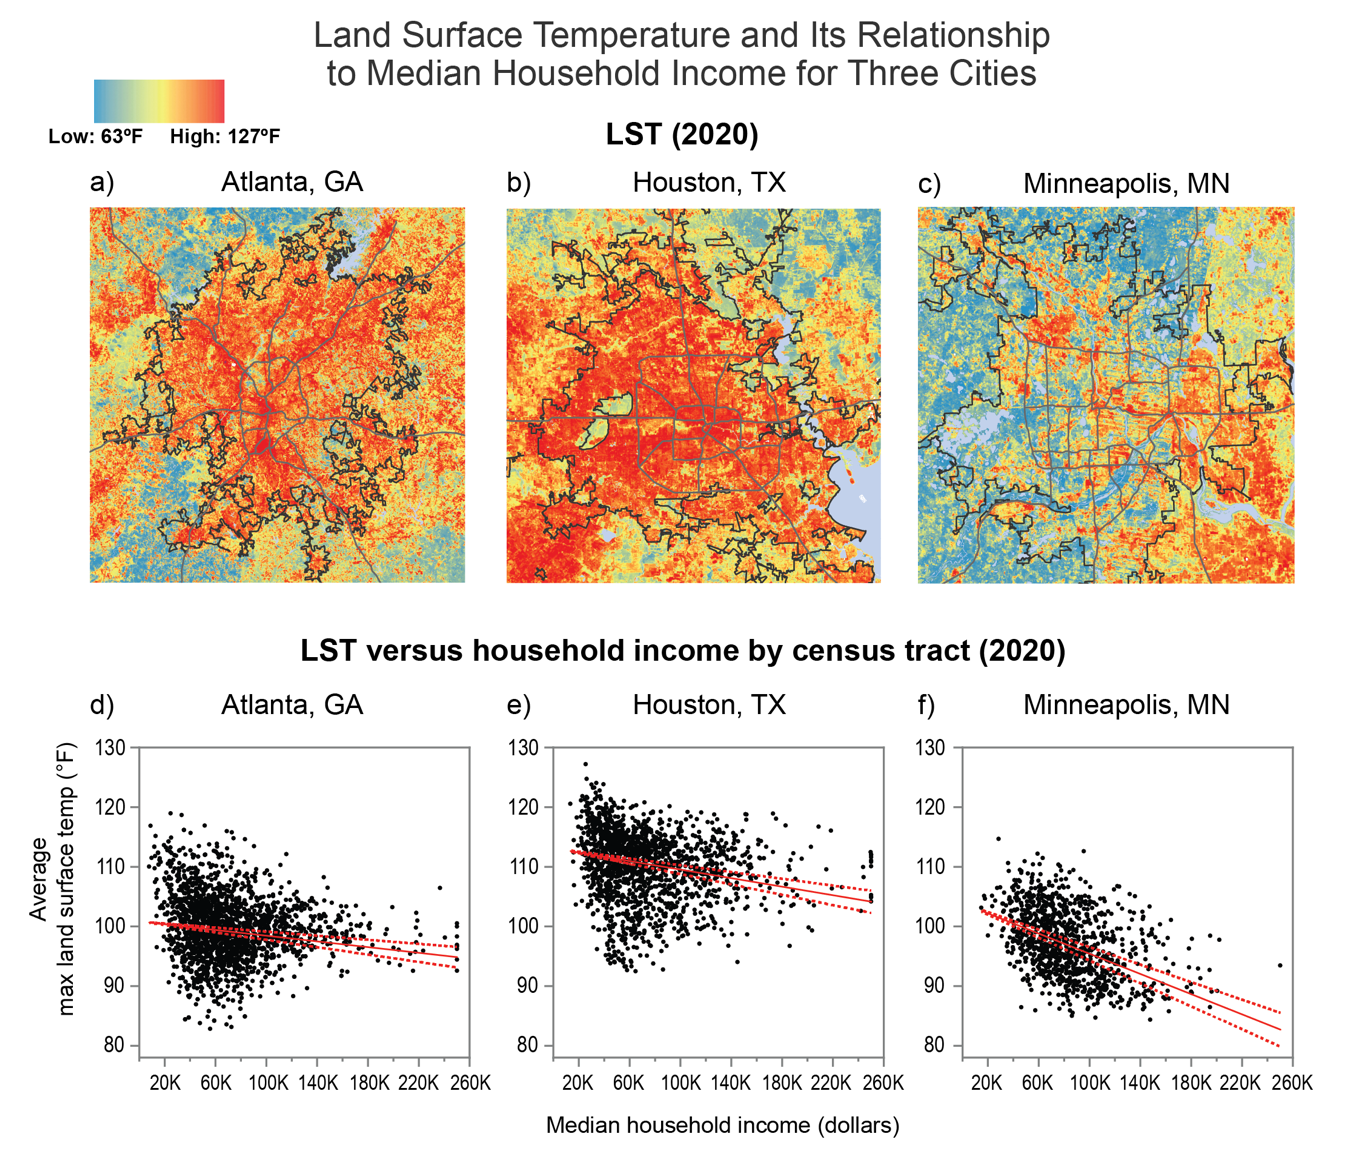 Land Surface Temperature and Its Relationship
to Median Household Income for Three Cities
Low: 63ºF High: 127ºF
LST (2020)
a) Atlanta, GA
b) Houston, TX
c) Minneapolis, MN
LST versus household income by census tract (2020)
d) Atlanta, GA
e) Houston, TX
f) Minneapolis, MN
Average
max land surface temp (°F)
130
120
110
100
90
80
20K 60K 100K 140K 180K 220K 260K
130
120
110
100
90
80
20K 60K 100K 140K 180K 220K 260K
130
120
110
100
90
80
20K 60K 100K 140K 180K 220K 260K
Median household income (dollars)